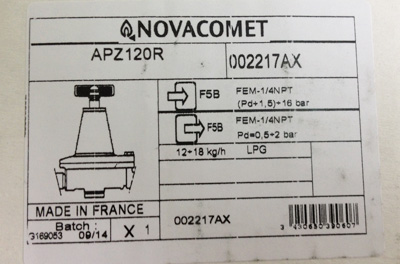 NOVACOMET
APZ120R
002217AX
F5B
FEM-1/4NPT
(Pd+1,5)÷16 bar
F5B
FEM-1/4NPT
Pd=0,5÷2 bar
12÷18 kg/h
LPG
MADE IN FRANCE
002217AX
Batch :
G169053 09/14
X 1